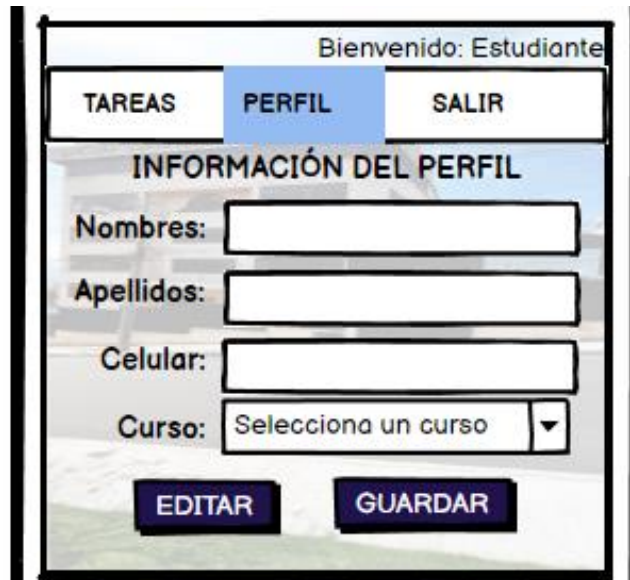 Bienvenido: Estudiante
TAREAS PERFIL SALIR
INFORMACIÓN DEL PERFIL
Nombres:
Apellidos:
Celular:
Curso: Selecciona un curso
EDITAR GUARDAR